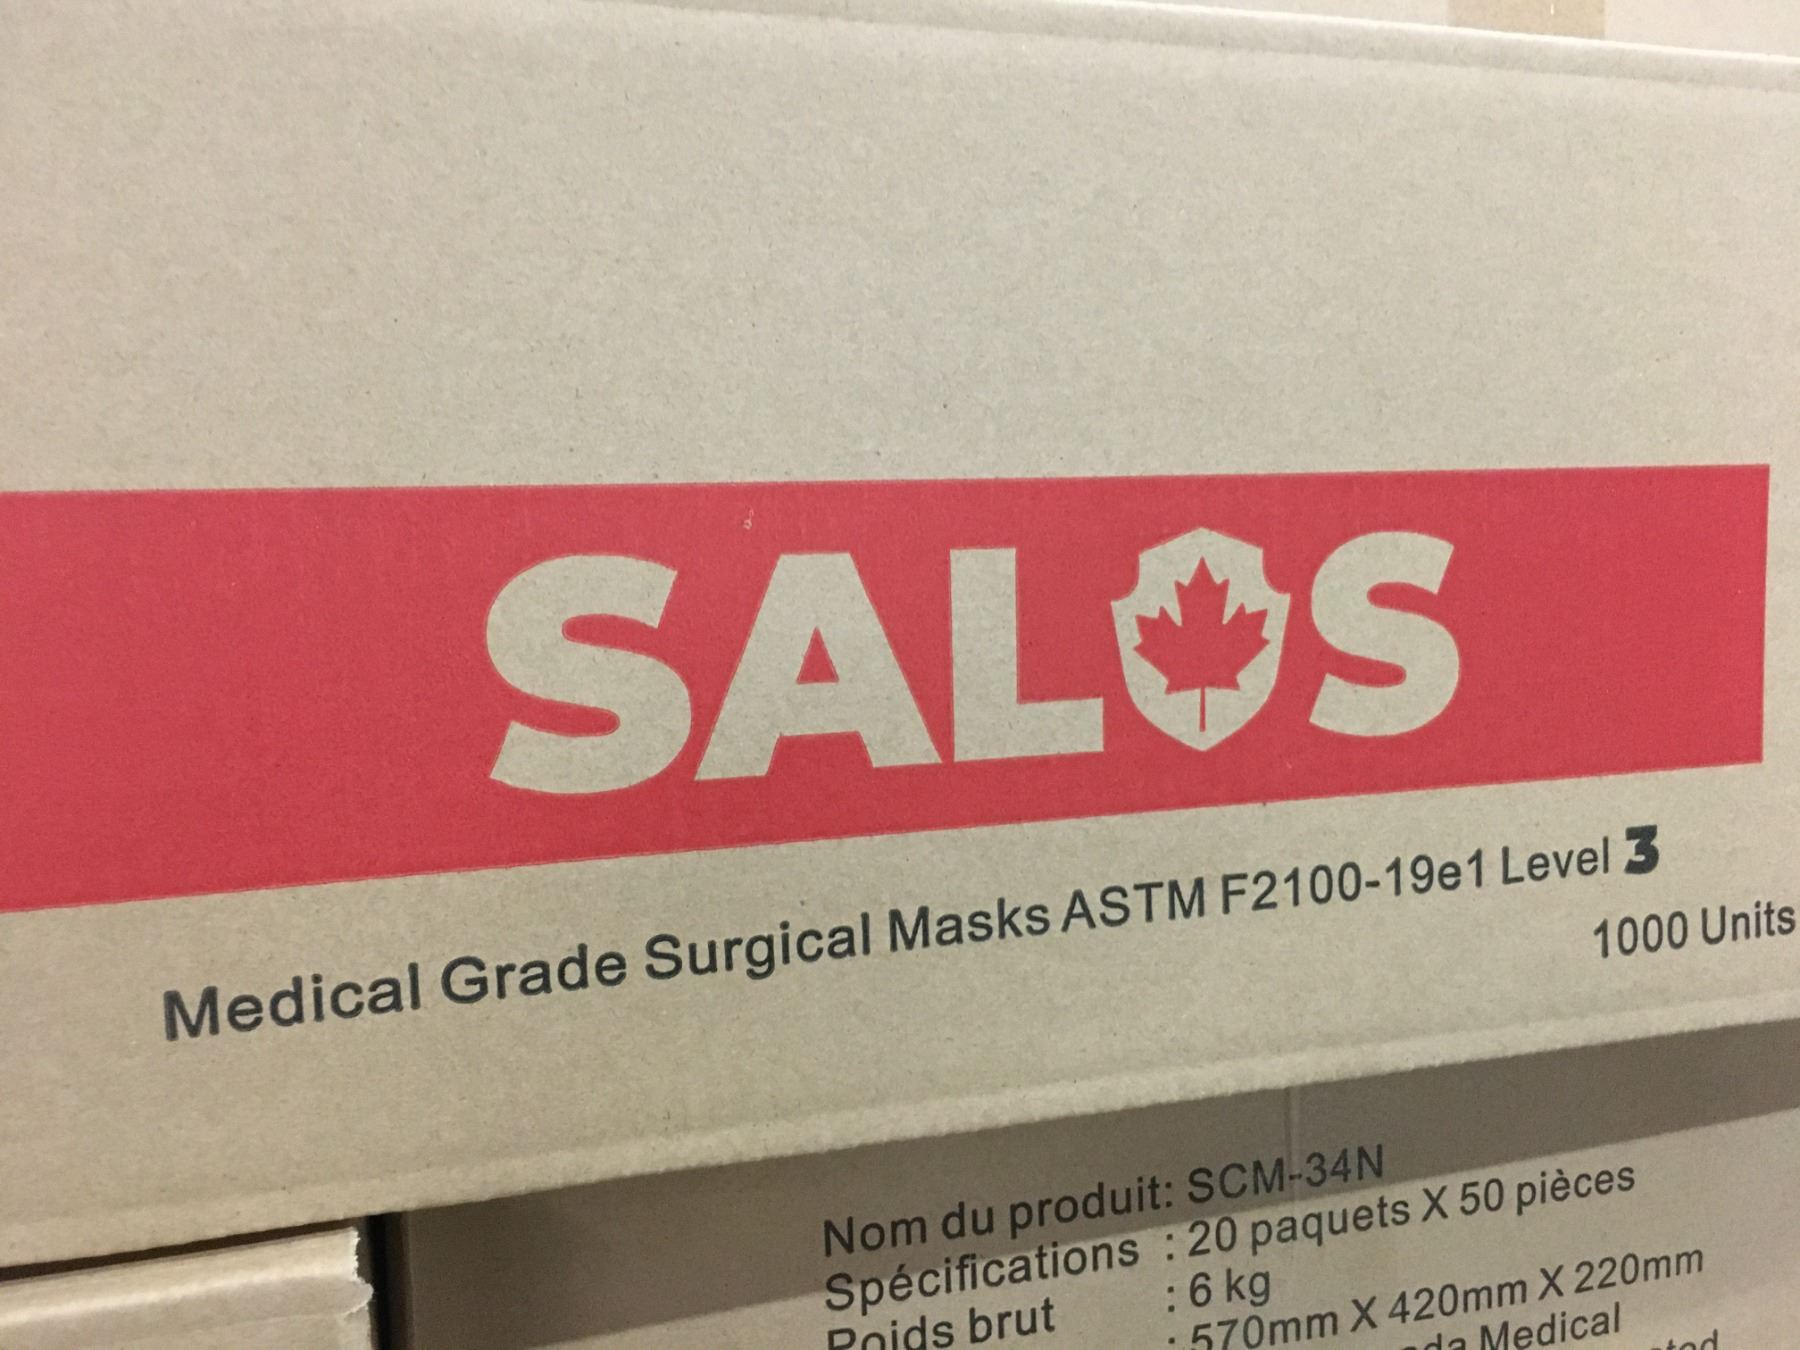 SALOS
Medical Grade Surgical Masks ASTM F2100-19e1 Level 3
1000 Units
Nom du produit: SCM-34N
Spécifications : 20 paquets X 50 pièces
Poids brut : 6 kg
: 570mm X 420mm X 220mm
Medical